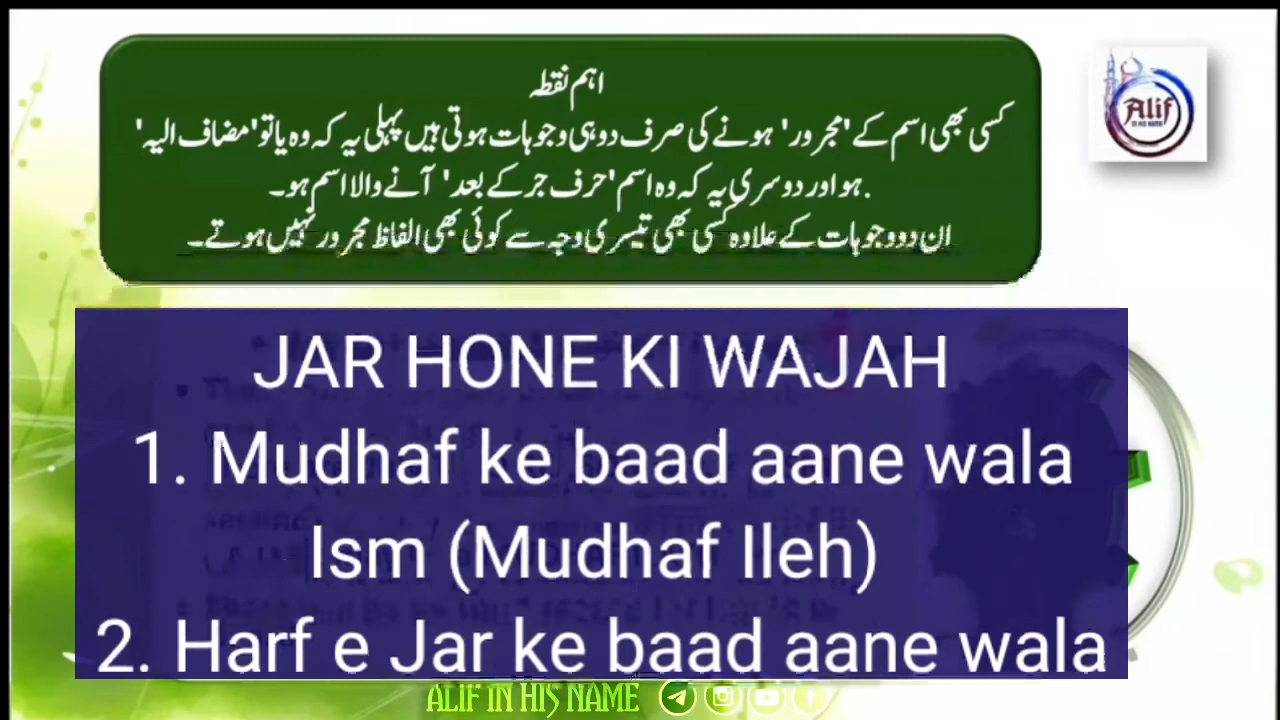 اہم نقطہ
کسی بھی اسم کے 'مجرور' ہونے کی صرف دو ہی وجوہات ہوتی ہیں پہلی یہ کہ وہ یا تو 'مضاف الیہ'
ہو اور دوسری یہ کہ وہ اسم 'حرف جر کے بعد' آنے والا اسم ہو۔
ان دو وجوہات کے علاوہ کسی بھی تیسری وجہ سے کوئی بھی الفاظ مجرور نہیں ہوتے۔
Alif
IN HIS NAME
JAR HONE KI WAJAH
1. Mudhaf ke baad aane wala
Ism (Mudhaf Ileh)
2. Harf e Jar ke baad aane wala
ALIF IN HIS NAME